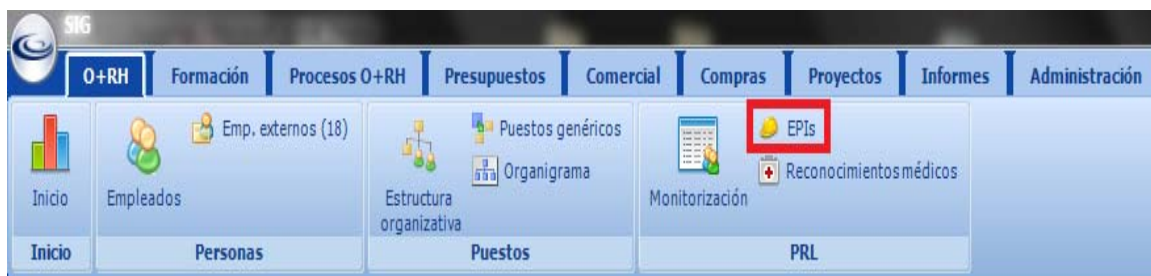 SIG
O+RH Formación Procesos O+RH Presupuestos Comercial Compras Proyectos Informes Administración
Emp. externos (18) Puestos genéricos EPIs
Organigrama Reconocimientos médicos
Inicio Empleados Estructura organizativa Monitorización
Inicio Personas Puestos PRL